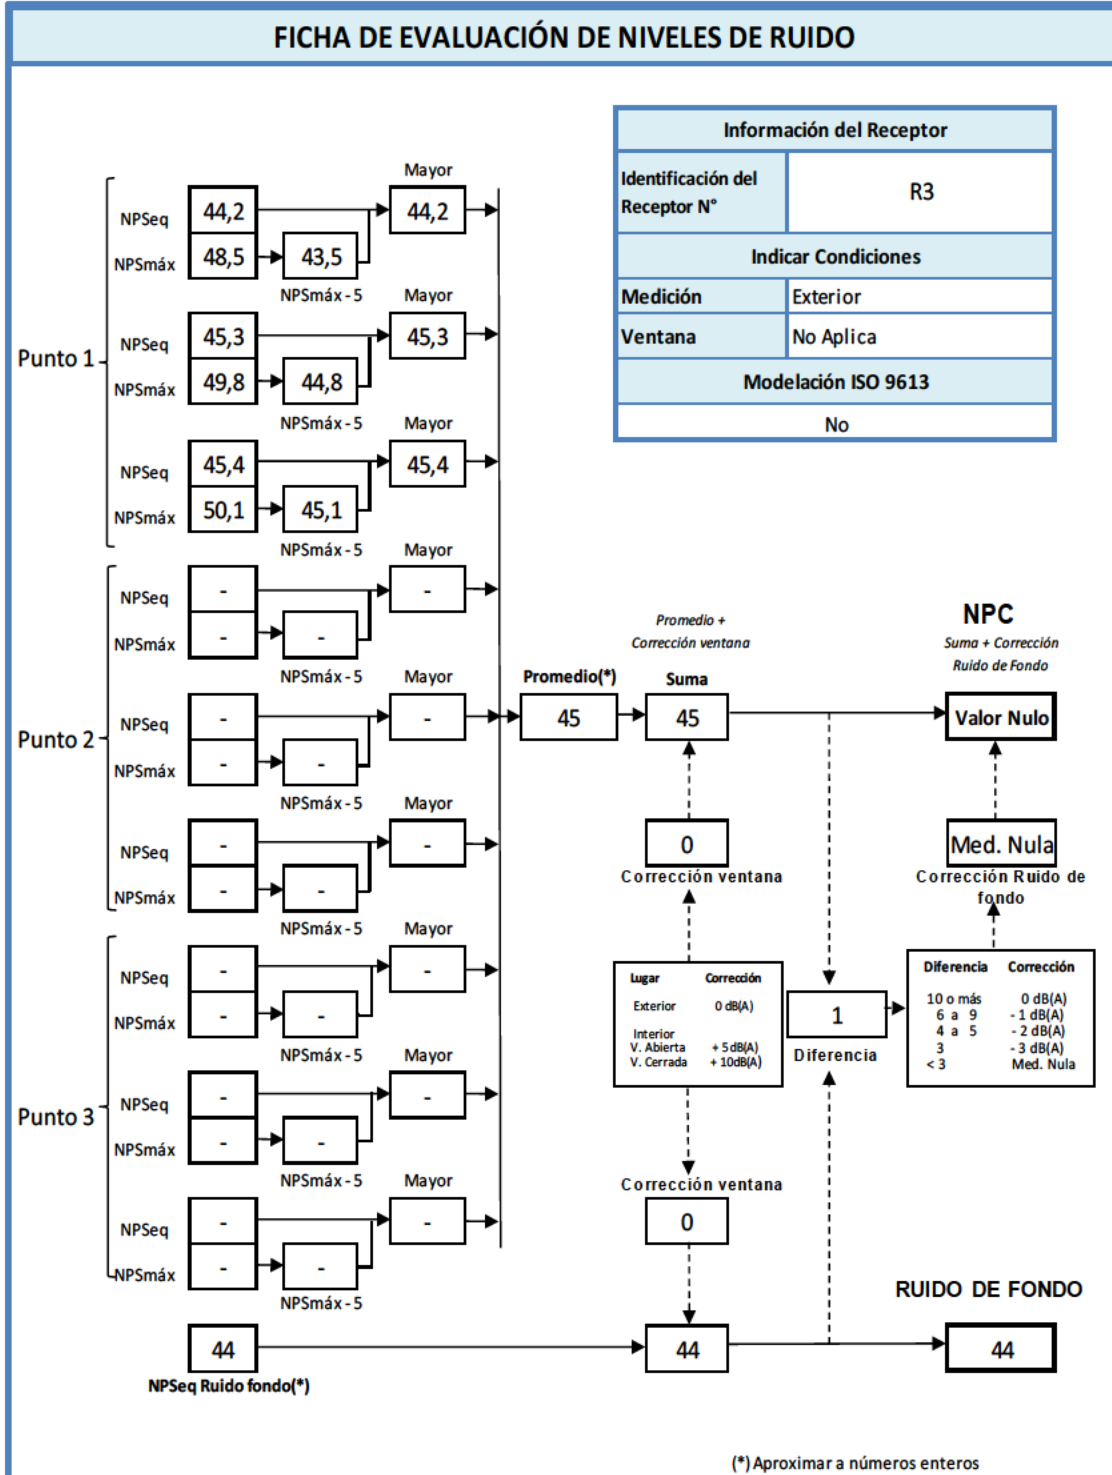 FICHA DE EVALUACIÓN DE NIVELES DE RUIDO
Información del Receptor
Identificación del
Receptor N°
R3
Indicar Condiciones
Medición
Exterior
Ventana
No Aplica
Modelación ISO 9613
No
Punto 1
Mayor
NPSeq
44,2
44,2
NPSmáx
48,5
43,5
NPSmáx - 5
Mayor
NPSeq
45,3
45,3
NPSmáx
49,8
44,8
NPSmáx - 5
Mayor
NPSeq
45,4
45,4
NPSmáx
50,1
45,1
NPSmáx - 5
Punto 2
Mayor
NPSeq
-
-
NPSmáx
-
-
NPSmáx - 5
Mayor
NPSeq
-
-
NPSmáx
-
-
NPSmáx - 5
Mayor
NPSeq
-
-
NPSmáx
-
-
NPSmáx - 5
Punto 3
Mayor
NPSeq
-
-
NPSmáx
-
-
NPSmáx - 5
Mayor
NPSeq
-
-
NPSmáx
-
-
NPSmáx - 5
Mayor
NPSeq
-
-
NPSmáx
-
-
NPSmáx - 5
Promedio(*)
45
Promedio +
Corrección ventana
Suma
45
NPC
Suma + Corrección
Ruido de Fondo
Valor Nulo
0
Corrección ventana
Med. Nula
Corrección Ruido de
fondo
Lugar Corrección
Exterior 0 dB(A)
Interior
V. Abierta + 5dB(A)
V. Cerrada + 10dB(A)
1
Diferencia
Diferencia Corrección
10 o más 0 dB(A)
6 a 9 - 1 dB(A)
4 a 5 - 2 dB(A)
3 - 3 dB(A)
< 3 Med. Nula
Corrección ventana
0
RUIDO DE FONDO
44
44
44
NPSeq Ruido fondo(*)
(*) Aproximar a números enteros